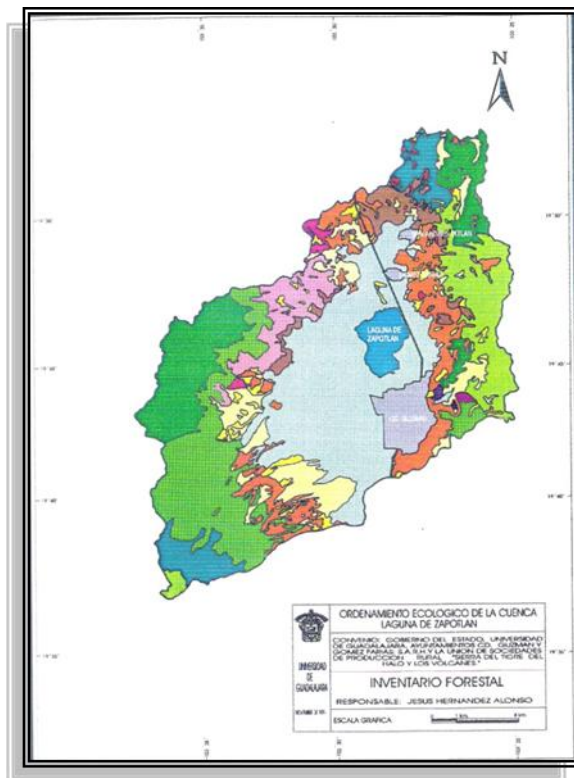 N
LAGUNA DE
ZAPOTLAN
CD. GUZMAN
ORDENAMIENTO ECOLOGICO DE LA CUENCA
LAGUNA DE ZAPOTLAN
CONVENIO: GOBIERNO DEL ESTADO, UNIVERSIDAD
DE GUADALAJARA, AYUNTAMIENTOS CD. GUZMAN Y
GOMEZ FARIAS, S.A.R.H Y LA UNION DE SOCIEDADES
DE PRODUCCION RURAL "SIERRA DEL TIGRE, DEL
HALO Y LOS VOLCANES."
UNIVERSIDAD
DE
GUADALAJARA
INVENTARIO FORESTAL
RESPONSABLE: JESUS HERNANDEZ ALONSO
ESCALA GRAFICA